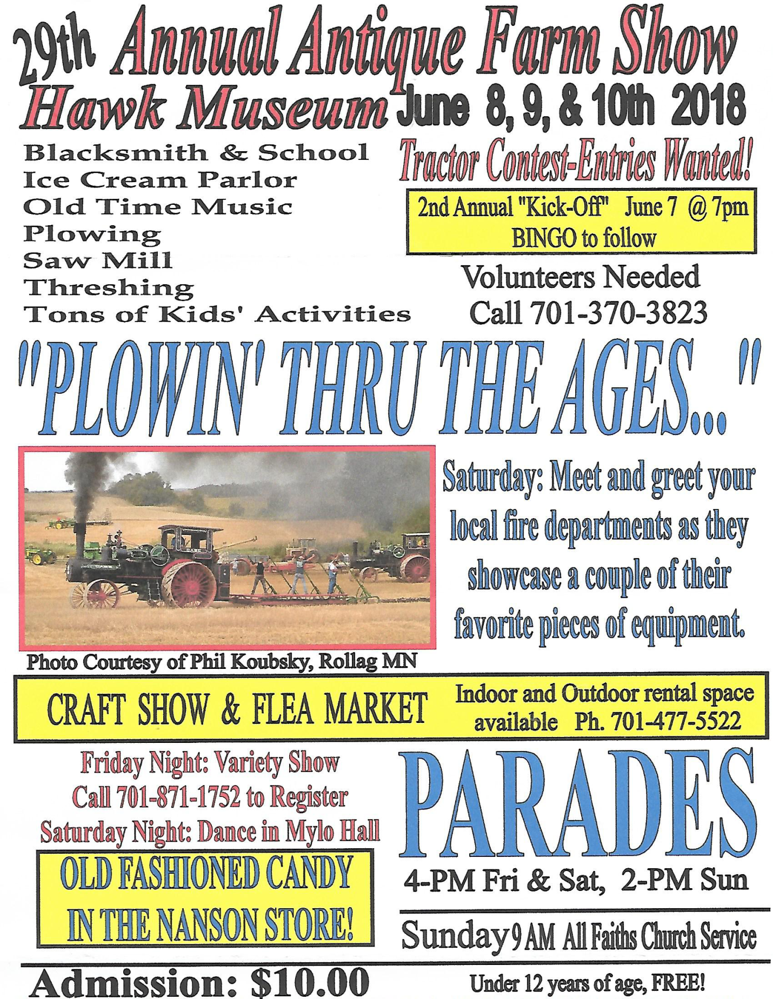 29th Annual Antique Farm Show
Hawk Museum June 8, 9, & 10th 2018
Blacksmith & School
Ice Cream Parlor
Old Time Music
Plowing
Saw Mill
Threshing
Tons of Kids' Activities
Tractor Contest-Entries Wanted!
2nd Annual "Kick-Off" June 7 @ 7pm
BINGO to follow
Volunteers Needed
Call 701-370-3823
"PLOWIN' THRU THE AGES..."
CASE
Saturday: Meet and greet your
local fire departments as they
showcase a couple of their
favorite pieces of equipment.
Photo Courtesy of Phil Koubsky, Rollag MN
CRAFT SHOW & FLEA MARKET
Indoor and Outdoor rental space
available Ph. 701-477-5522
Friday Night: Variety Show
Call 701-871-1752 to Register
Saturday Night: Dance in Mylo Hall
OLD FASHIONED CANDY
IN THE NANSON STORE!
PARADES
4-PM Fri & Sat, 2-PM Sun
Sunday 9 AM All Faiths Church Service
Admission: $10.00
Under 12 years of age, FREE!